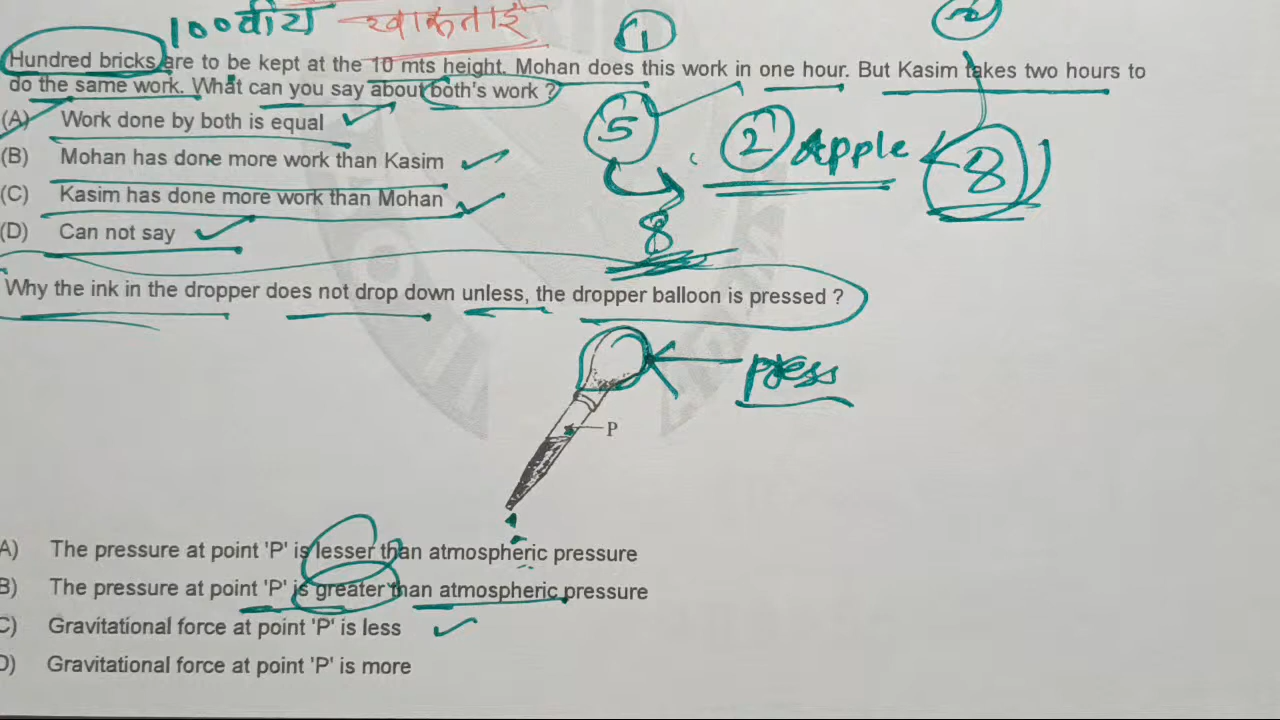 100वीया खाकताई
1
2
Hundred bricks are to be kept at the 10 mts height. Mohan does this work in one hour. But Kasim takes two hours to
do the same work. What can you say about both's work ?
(A) Work done by both is equal
(B) Mohan has done more work than Kasim
(C) Kasim has done more work than Mohan
(D) Can not say
5
8
2 Apple
8
Why the ink in the dropper does not drop down unless, the dropper balloon is pressed ?
press
P
A) The pressure at point 'P' is lesser than atmospheric pressure
B) The pressure at point 'P' is greater than atmospheric pressure
C) Gravitational force at point 'P' is less
D) Gravitational force at point 'P' is more